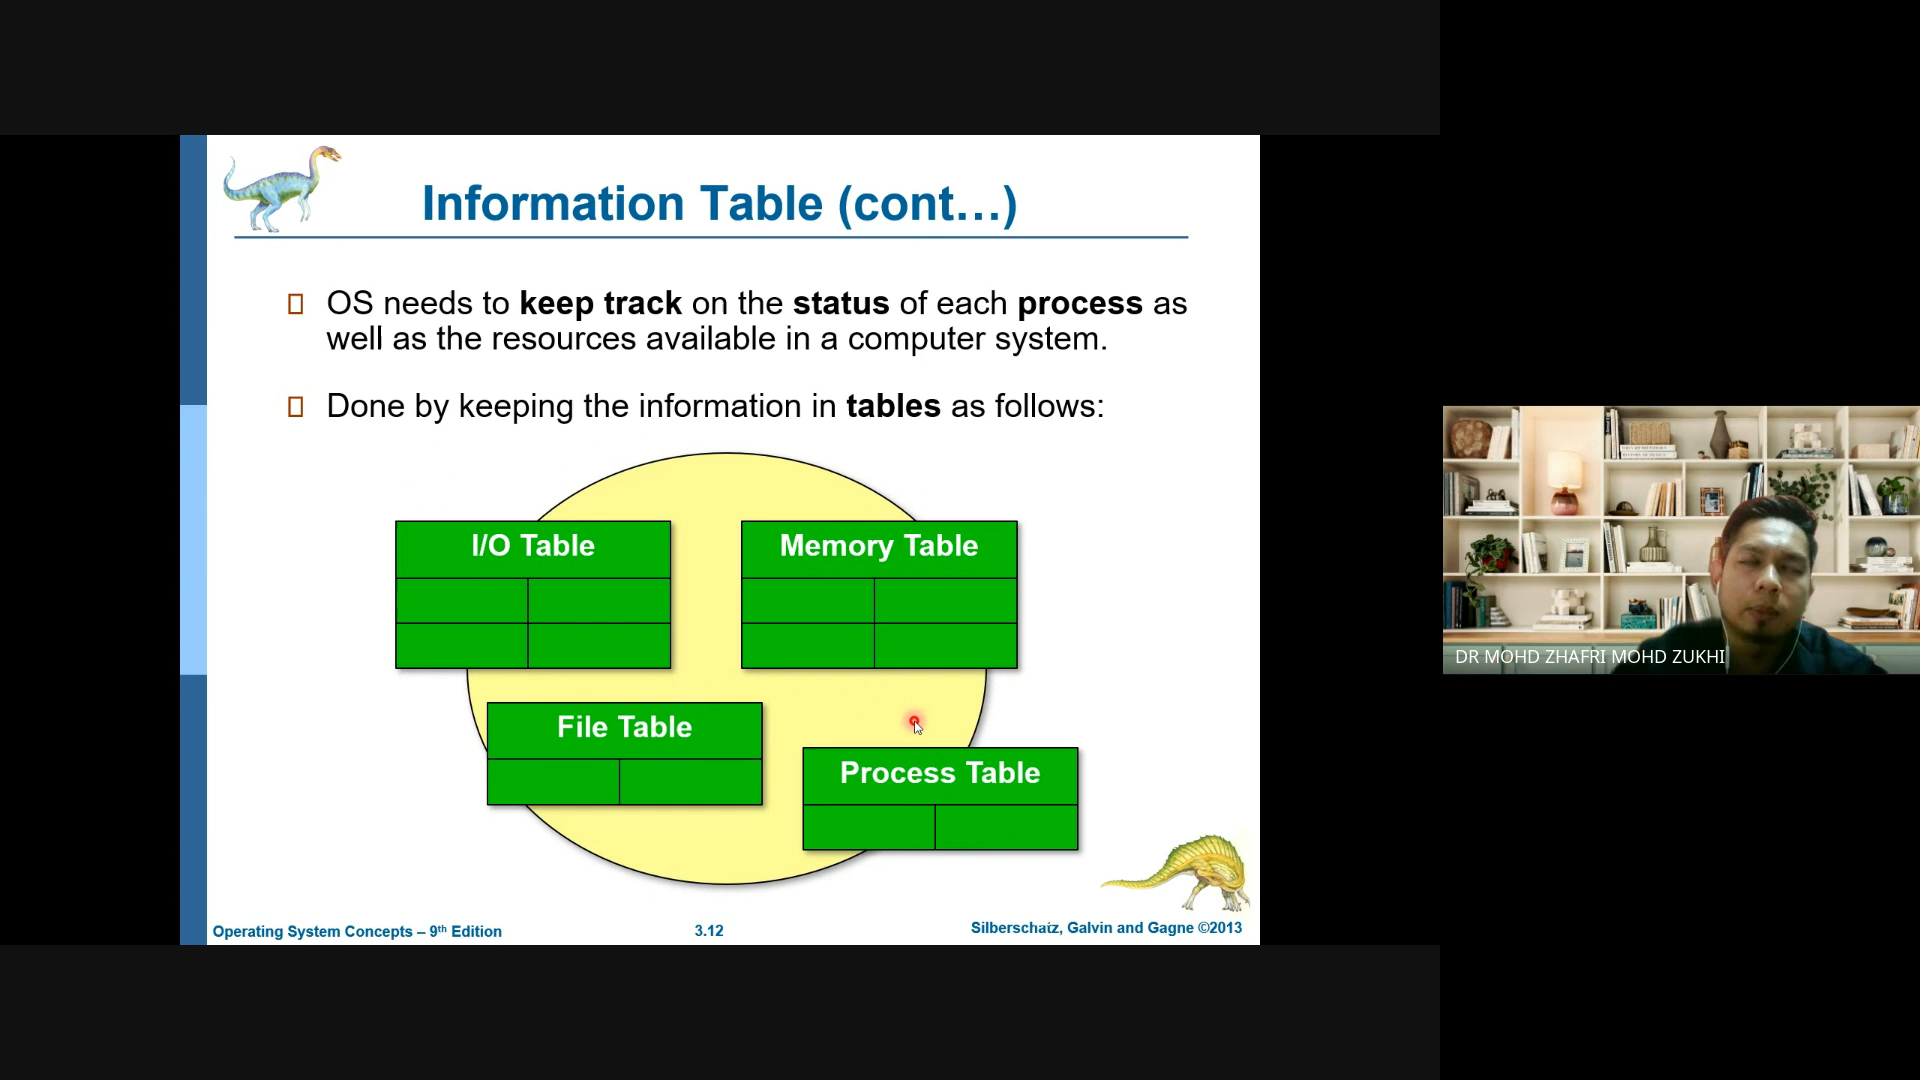 Information Table (cont…)
OS needs to keep track on the status of each process as
well as the resources available in a computer system.
Done by keeping the information in tables as follows:
I/O Table
Memory Table
File Table
Process Table
Operating System Concepts – 9th Edition
3.12
Silberschatz, Galvin and Gagne ©2013
DR MOHD ZHAFRI MOHD ZUKHI